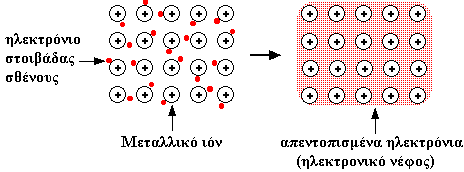 ηλεκτρόνιο
στοιβάδας
σθένους
Μεταλλικό ιόν
απεντοπισμένα ηλεκτρόνια
(ηλεκτρονικό νέφος)